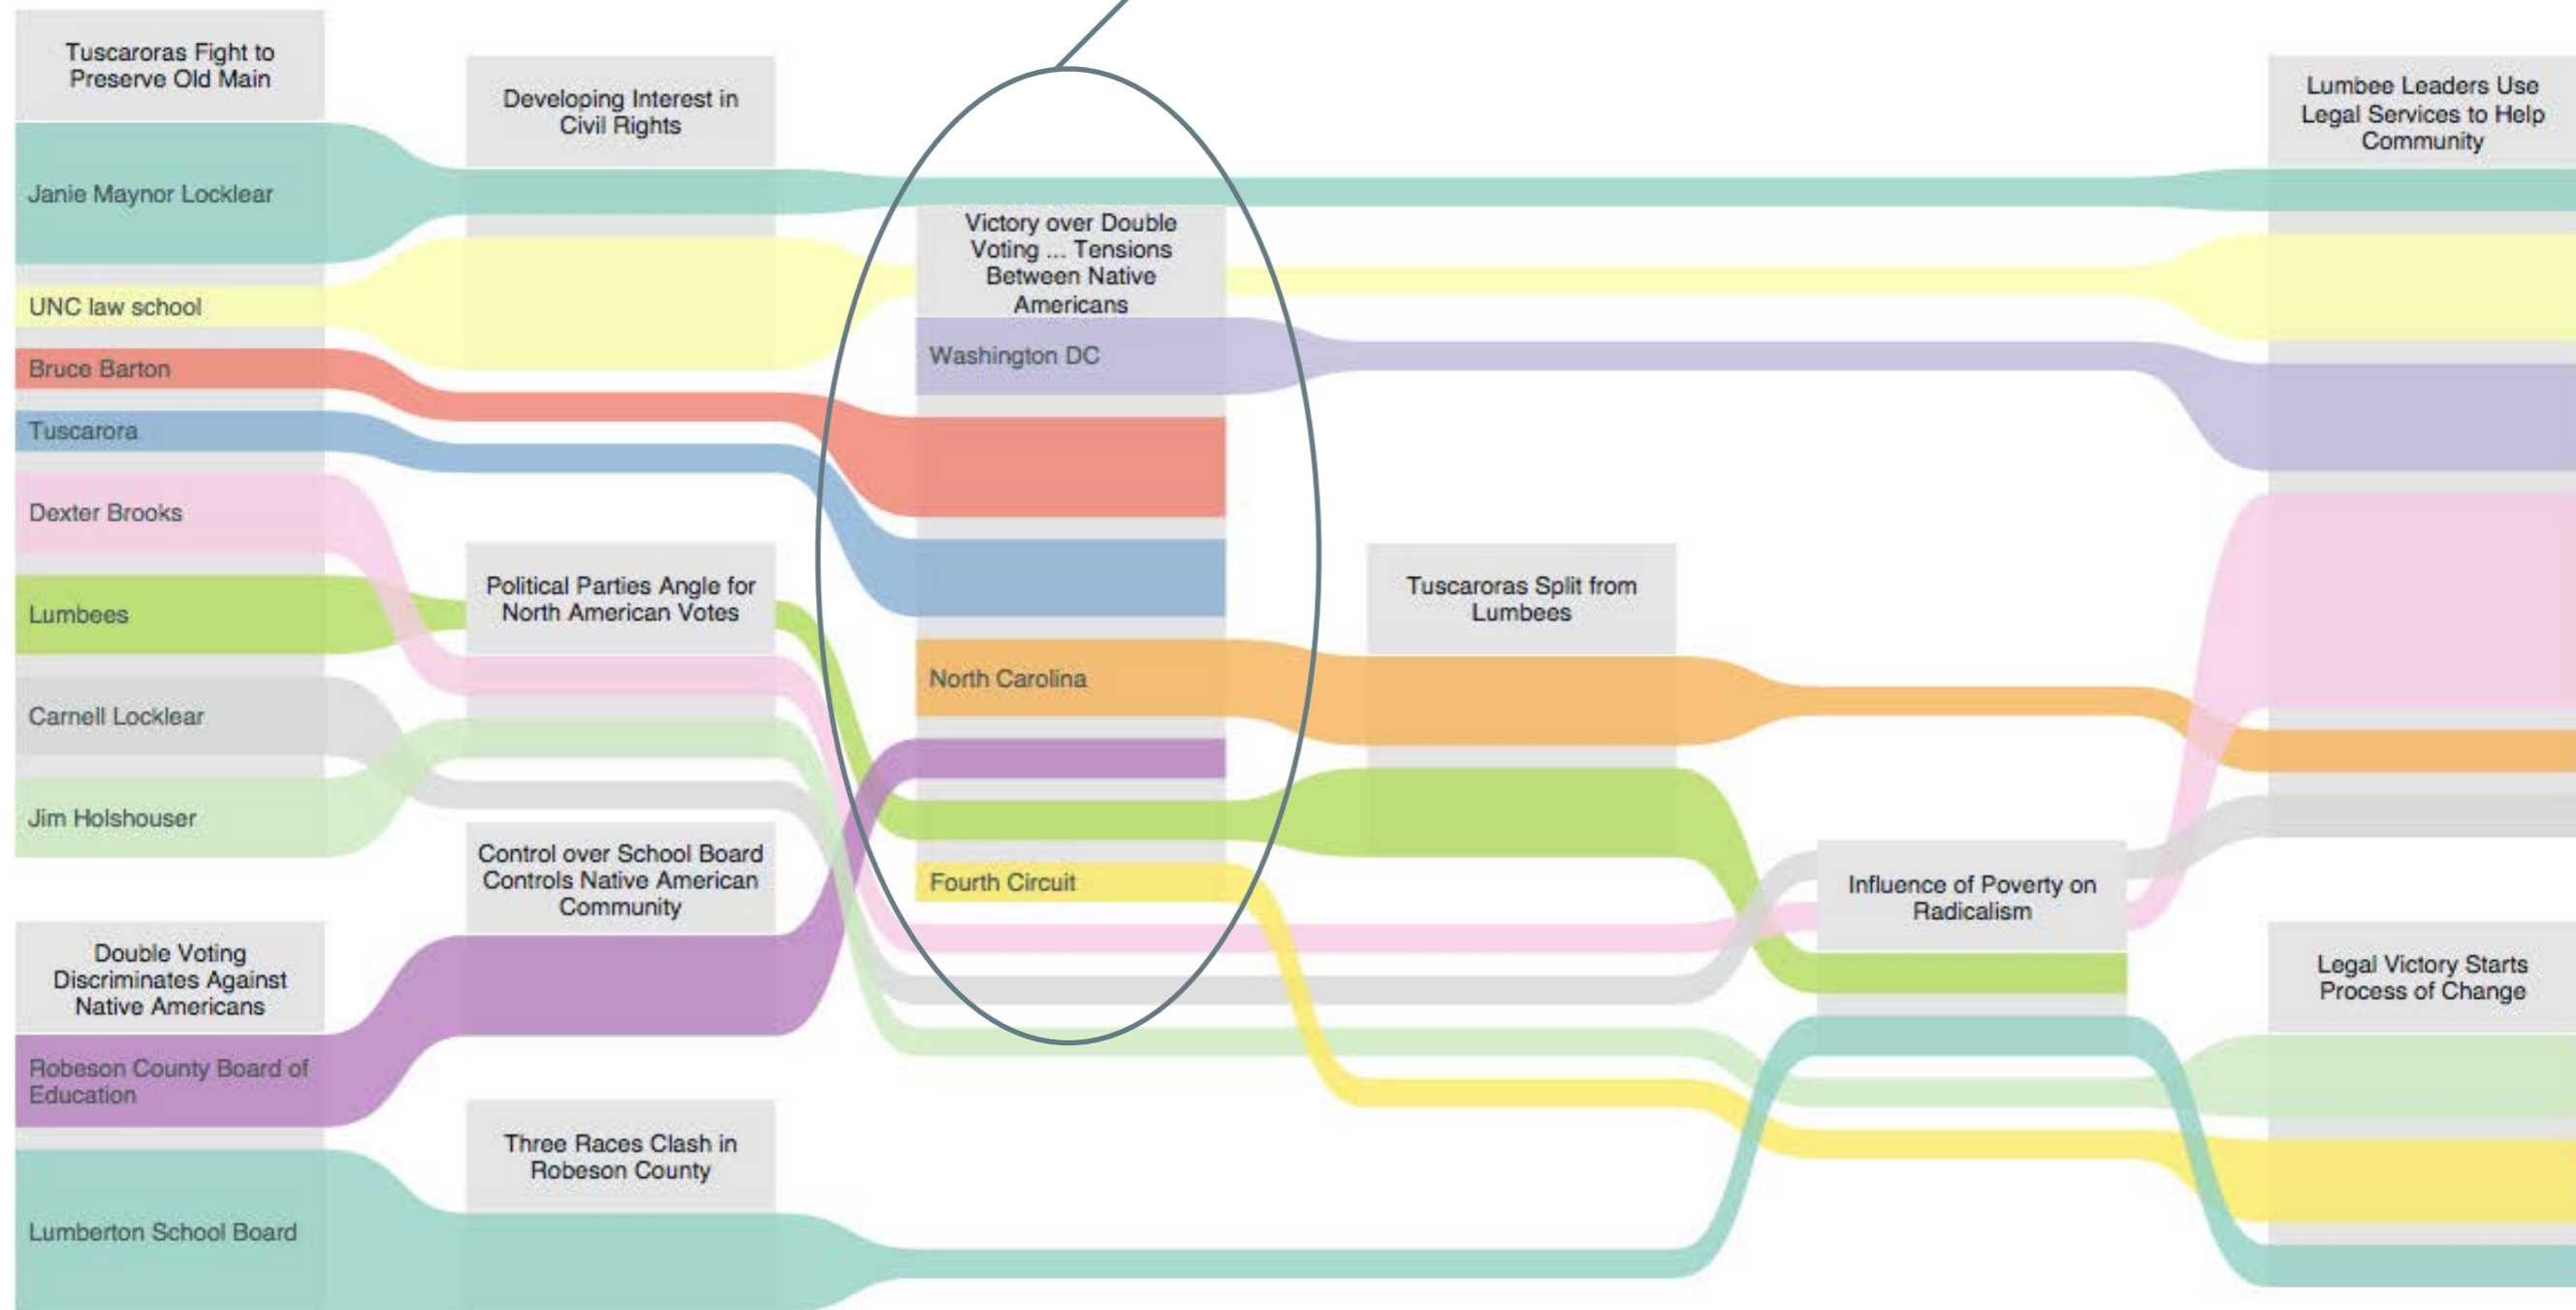 Tuscaroras Fight to
Preserve Old Main
Janie Maynor Locklear
UNC law school
Bruce Barton
Tuscarora
Dexter Brooks
Lumbees
Carnell Locklear
Jim Holshouser
Double Voting
Discriminates Against
Native Americans
Robeson County Board of
Education
Lumberton School Board
Developing Interest in
Civil Rights
Political Parties Angle for
North American Votes
Control over School Board
Controls Native American
Community
Three Races Clash in
Robeson County
Victory over Double
Voting ... Tensions
Between Native
Americans
Washington DC
North Carolina
Fourth Circuit
Tuscaroras Split from
Lumbees
Influence of Poverty on
Radicalism
Lumbee Leaders Use
Legal Services to Help
Community
Legal Victory Starts
Process of Change